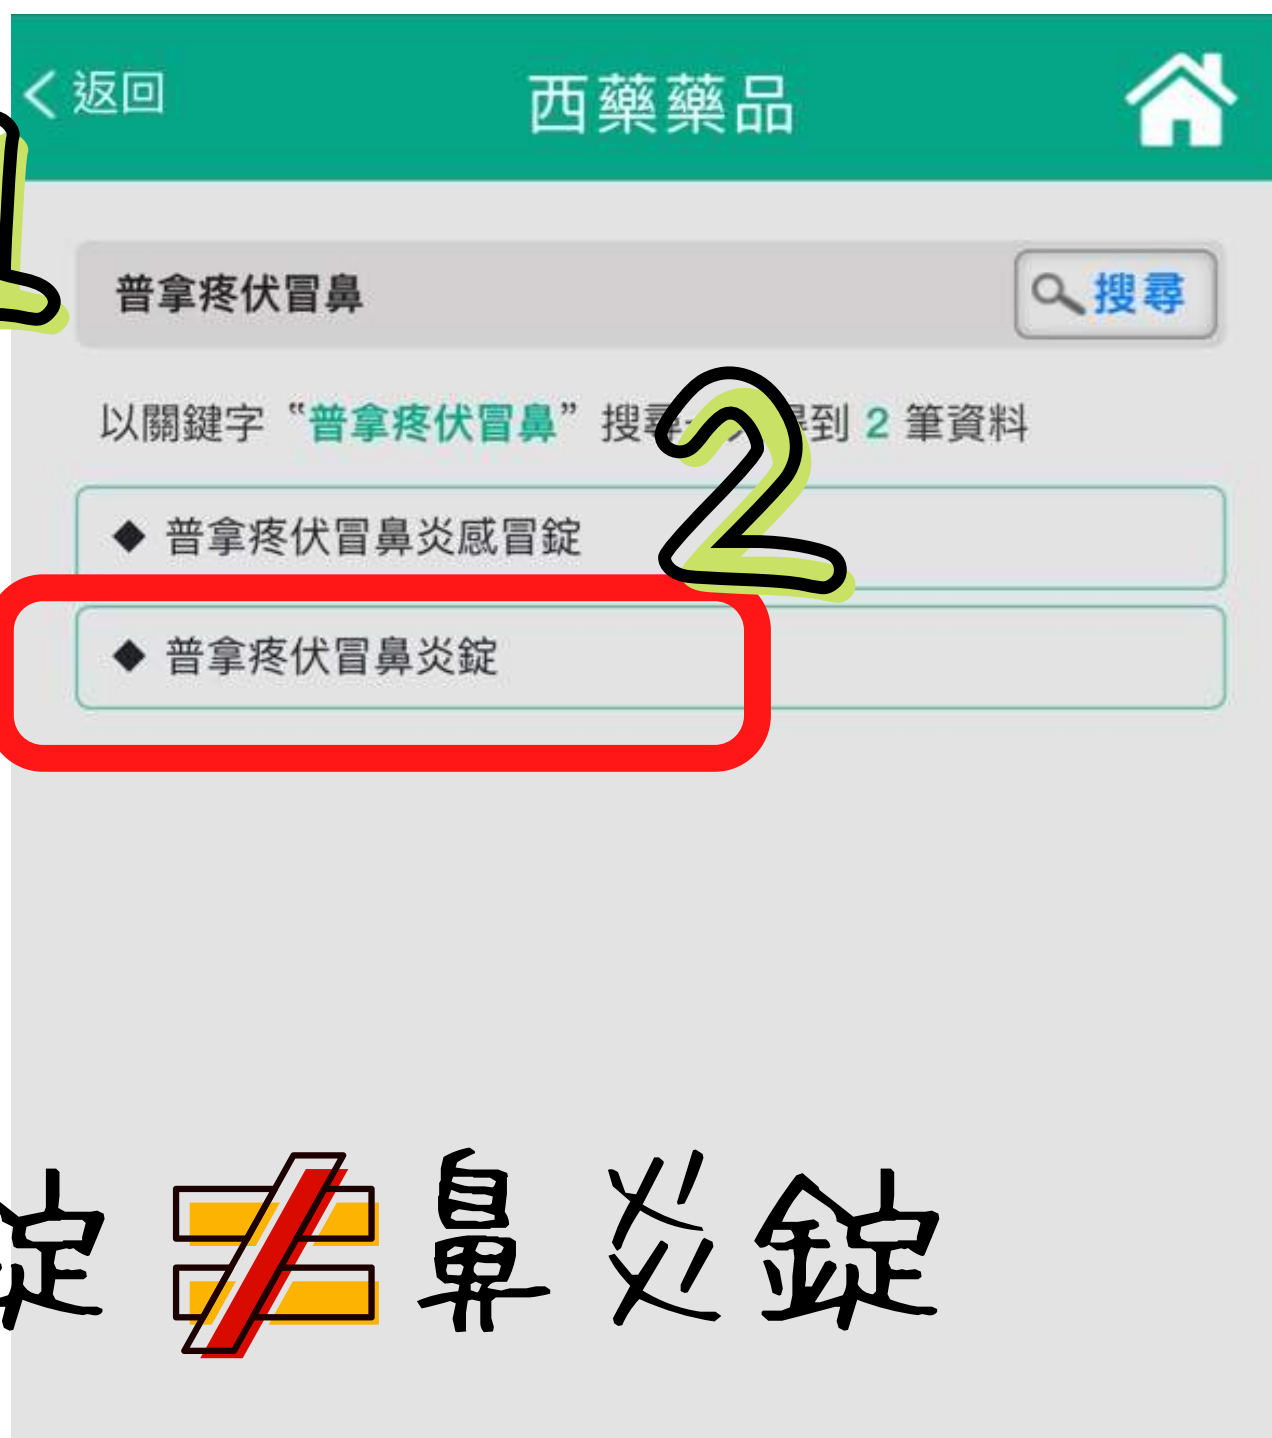 返回
西藥藥品
普拿疼伏冒鼻
搜尋
以關鍵字“普拿疼伏冒鼻”搜尋 得到 2 筆資料
2
◆ 普拿疼伏冒鼻炎感冒錠
◆ 普拿疼伏冒鼻炎錠
錠 ≠ 鼻炎錠